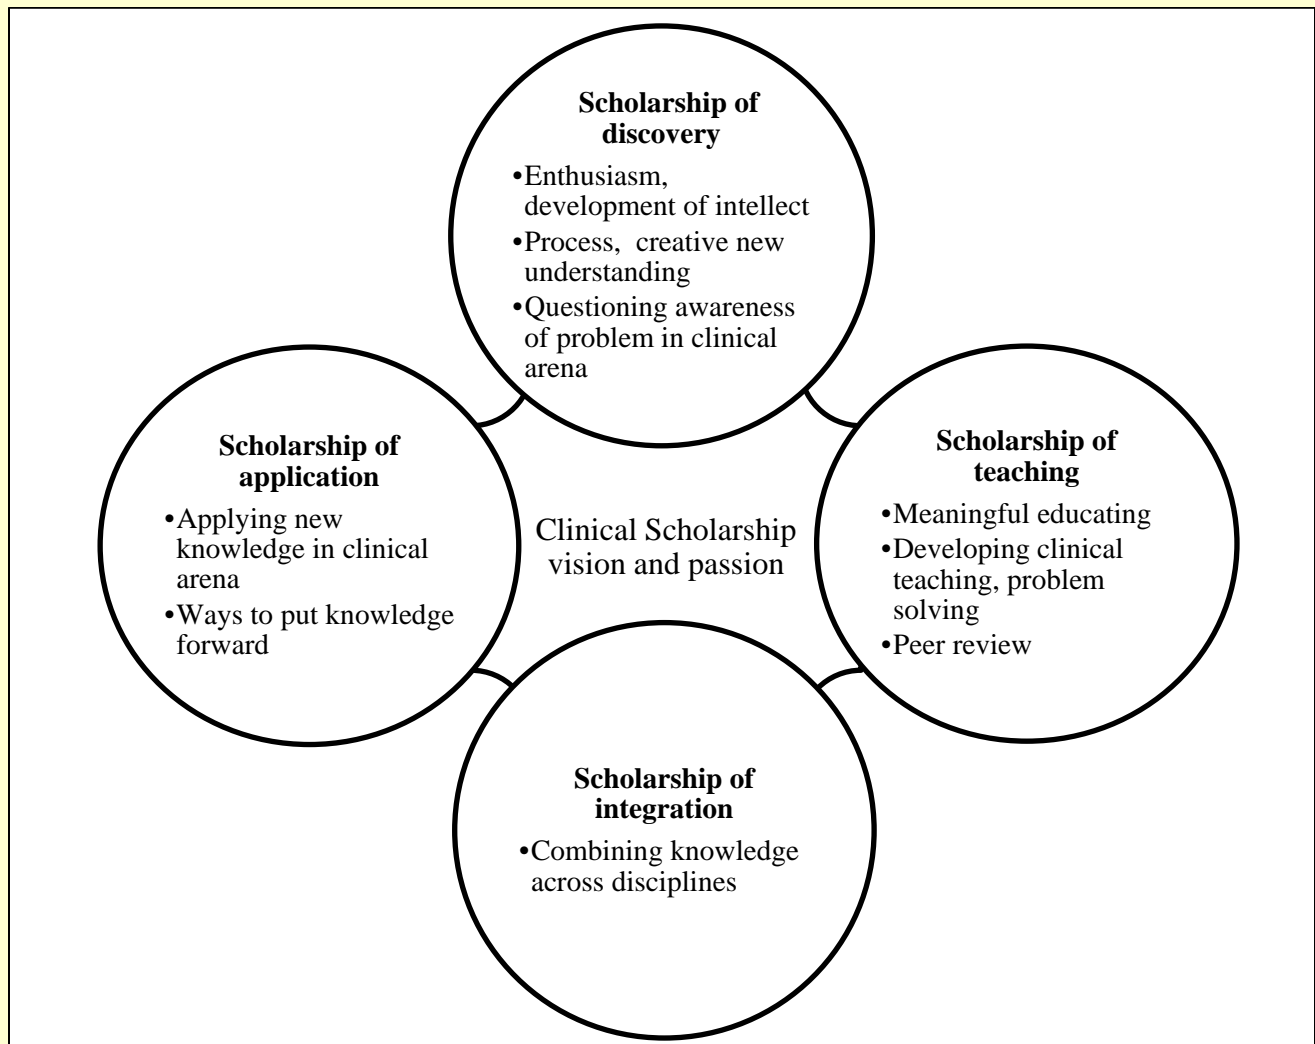 Scholarship of
discovery
•Enthusiasm,
development of intellect
•Process, creative new
understanding
•Questioning awareness
of problem in clinical
arena
Scholarship of
application
•Applying new
knowledge in clinical
arena
•Ways to put knowledge
forward
Clinical Scholarship
vision and passion
Scholarship of
teaching
•Meaningful educating
•Developing clinical
teaching, problem
solving
•Peer review
Scholarship of
integration
•Combining knowledge
across disciplines